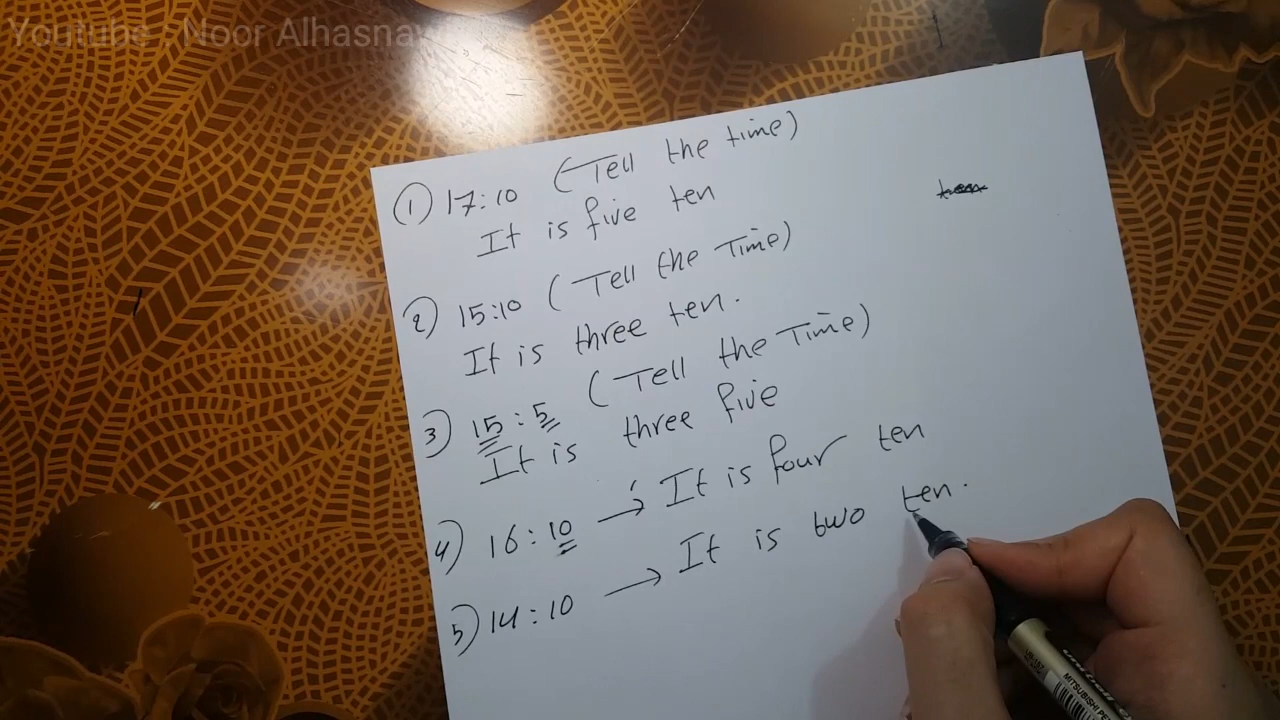 Youtube - Noor Alhasnawi
1) 17:10 (Tell the time)
It is five ten
2) 15:10 (Tell the Time)
It is three ten.
3) 15:5 (Tell the Time)
It is three five
4) 16:10 → It is four ten
5) 14:10 → It is two ten.